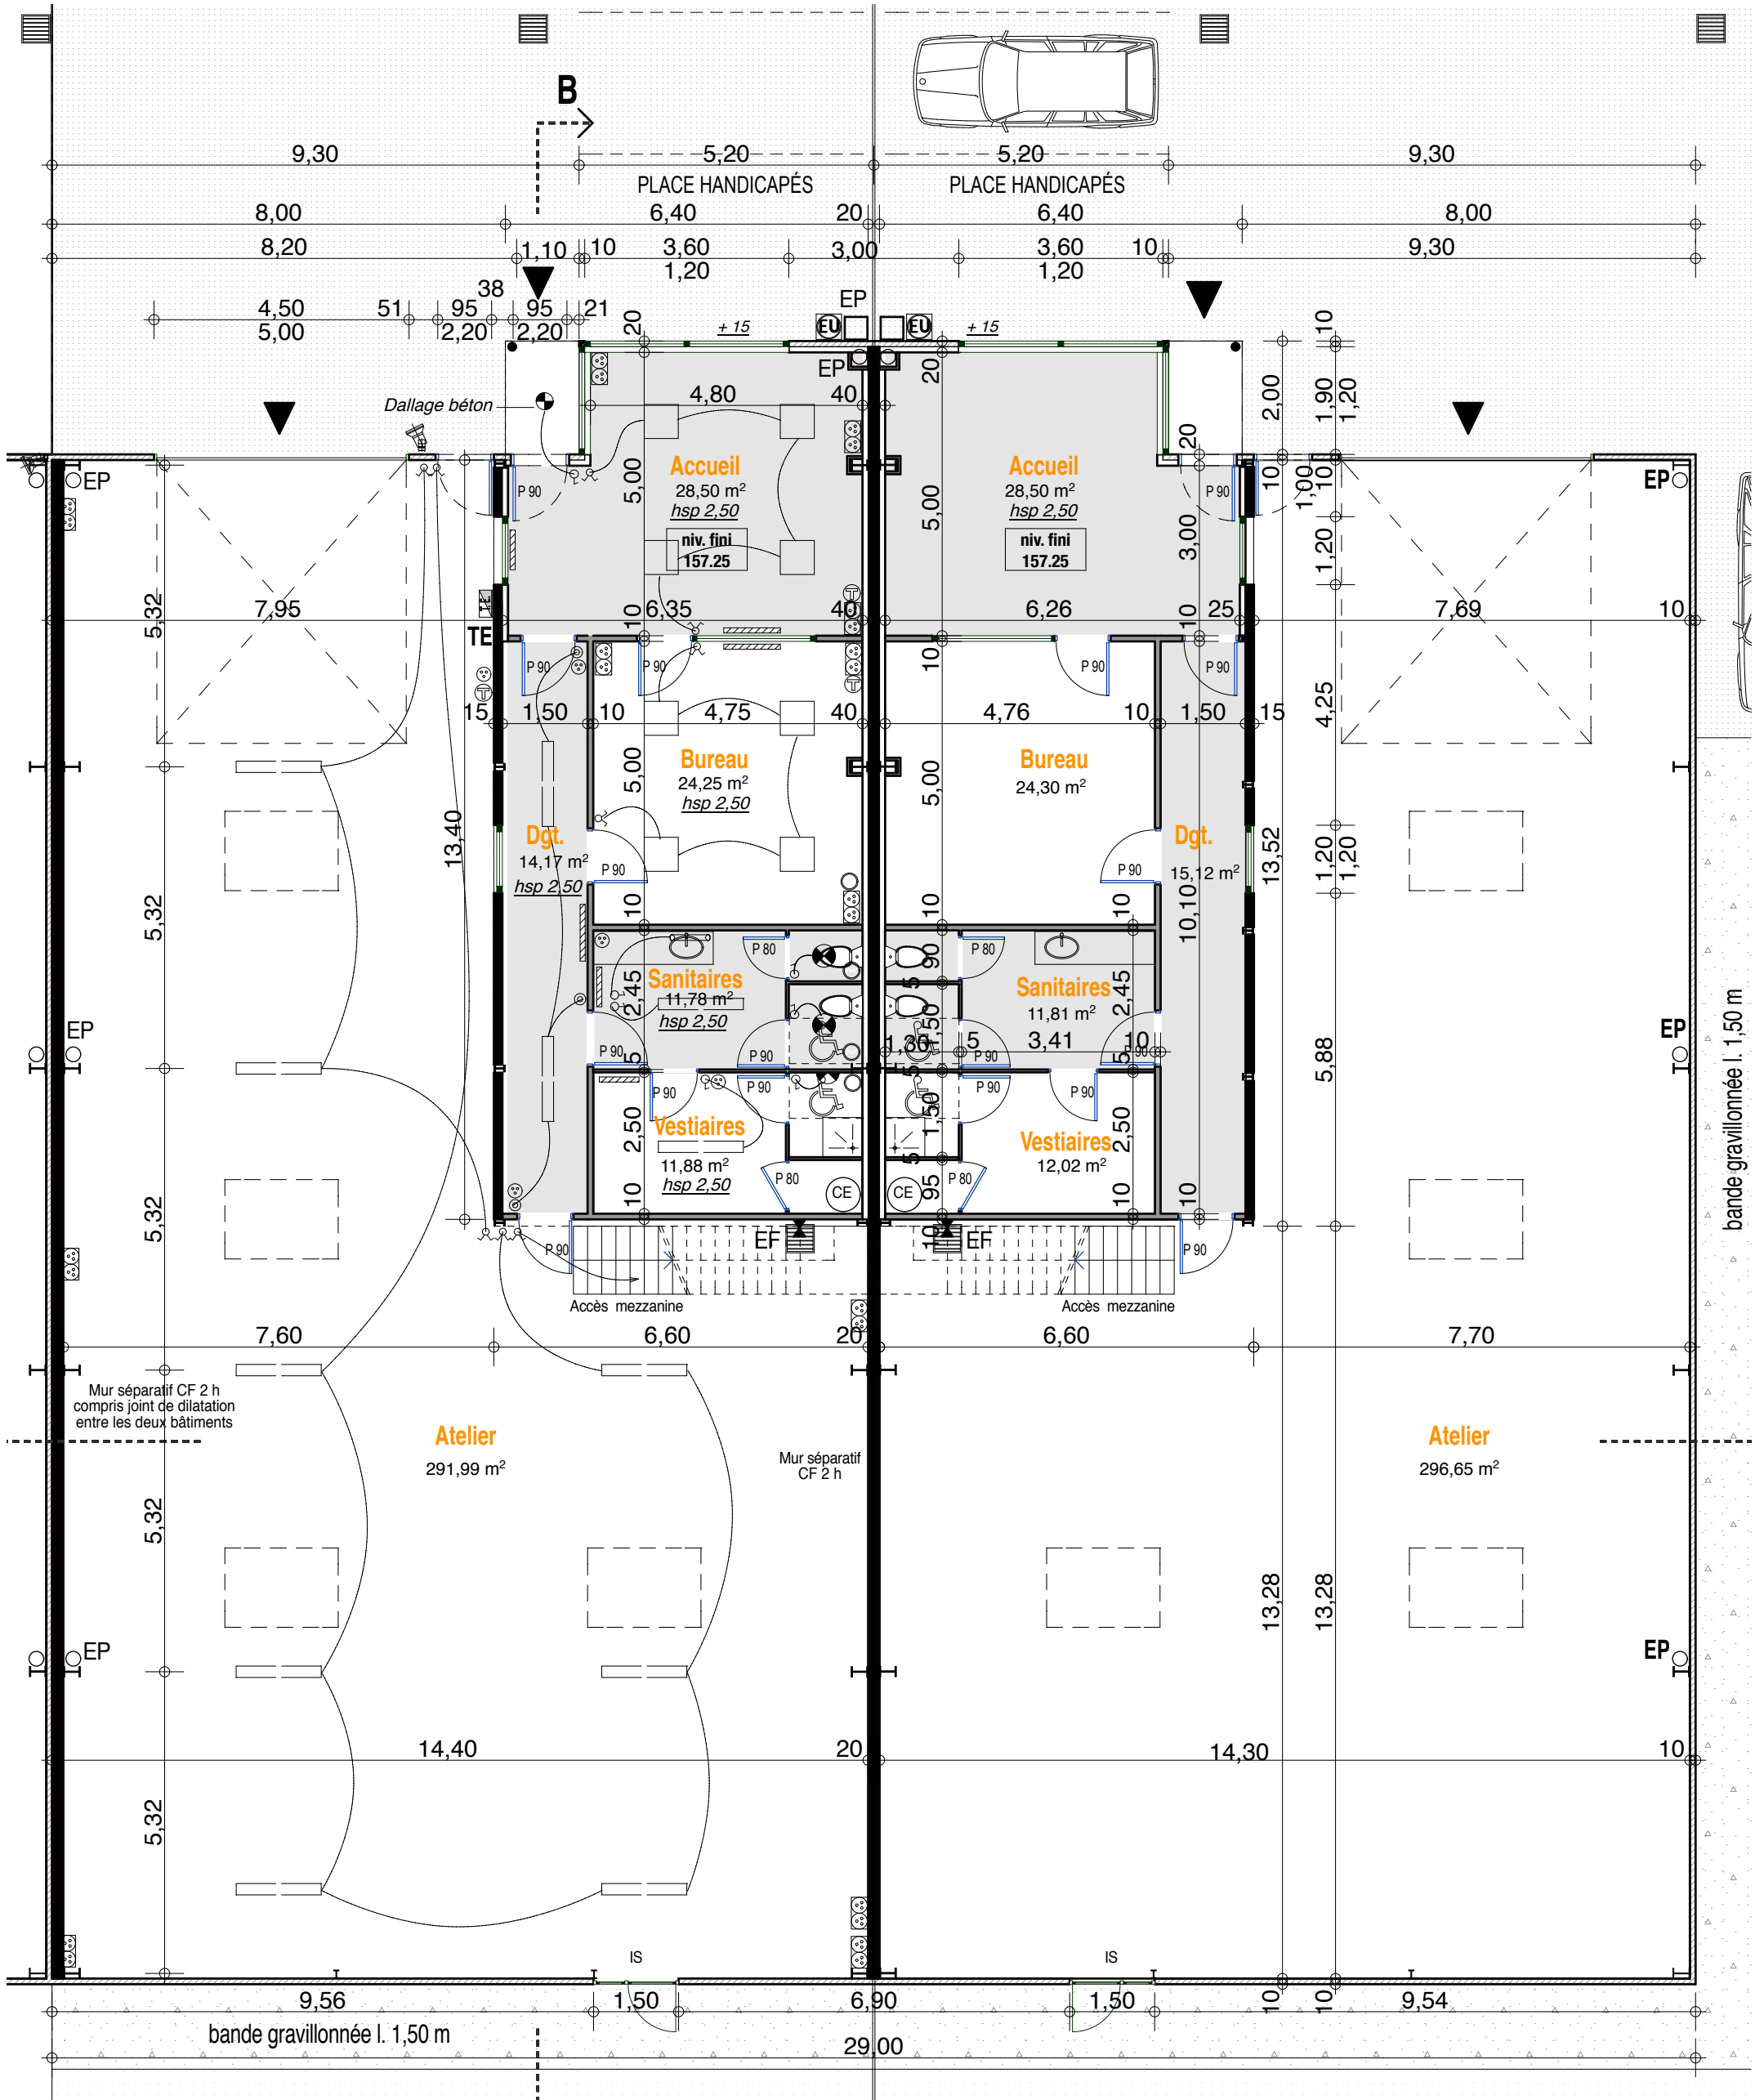 B
9,30 5,20 5,20 9,30
PLACE HANDICAPÉS PLACE HANDICAPÉS
8,00 6,40 20 6,40 8,00
8,20 1,10 10 3,60 3,00 3,60 10 9,30
1,20 1,20
38
4,50 51 95 95 21
5,00 2,20 2,20
EP
EU EU
+ 15 + 15
20 10
EP
20
2,00 1,90 1,20
4,80 40
Dallage béton
20
Accueil Accueil
28,50 m² 28,50 m²
hsp 2,50 hsp 2,50
niv. fini niv. fini
157.25 157.25
EP EP
P 90 P 90
5,00 5,00
10 1,00 10
3,00 1,20
5,32 7,95 10 6,35 40 6,26 10 25 7,69 10
TE
TE
P 90 P 90 P 90 P 90
10
15 1,50 10 4,75 40 4,76 10 1,50 15
4,25
Bureau Bureau
24,25 m² 24,30 m²
hsp 2,50
5,00 5,00
13,40
Dgt. Dgt.
14,17 m² 15,12 m²
hsp 2,50
P 90 P 90
13,52 1,20 1,20
10 10 10 10,10
5,32
P 80 P 80
90
Sanitaires Sanitaires
11,78 m² 11,81 m²
hsp 2,50
2,45 5 2,45
1,50
EP EP
1,30 5 3,41 10
P 90 P 90 P 90 P 90
5 5 5
5,88
P 90 P 90 P 90 P 90
Vestiaires Vestiaires
11,88 m² 12,02 m²
hsp 2,50
2,50 1,50 2,50
5
P 80 P 80
CE CE
10 95 10 10
5,32
bande gravillonnée l. 1,50 m
EF EF
10
P 90 P 90
Accès mezzanine Accès mezzanine
7,60 6,60 20 6,60 7,70
Mur séparatif CF 2 h
compris joint de dilatation
entre les deux bâtiments
Atelier Atelier
291,99 m² 296,65 m²
Mur séparatif
CF 2 h
5,32
13,28 13,28
EP EP
14,40 20 14,30 10
5,32
IS IS
9,56 1,50 6,90 1,50 10 10 9,54
bande gravillonnée l. 1,50 m
29,00